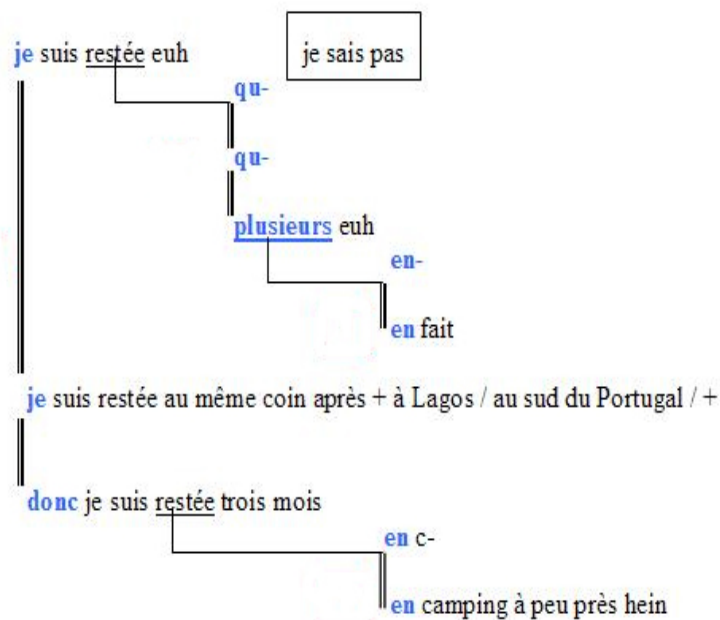 je suis restée euh je sais pas
qu-
qu-
plusieurs euh
en-
en fait
je suis restée au même coin après + à Lagos / au sud du Portugal / +
donc je suis restée trois mois
en c-
en camping à peu près hein